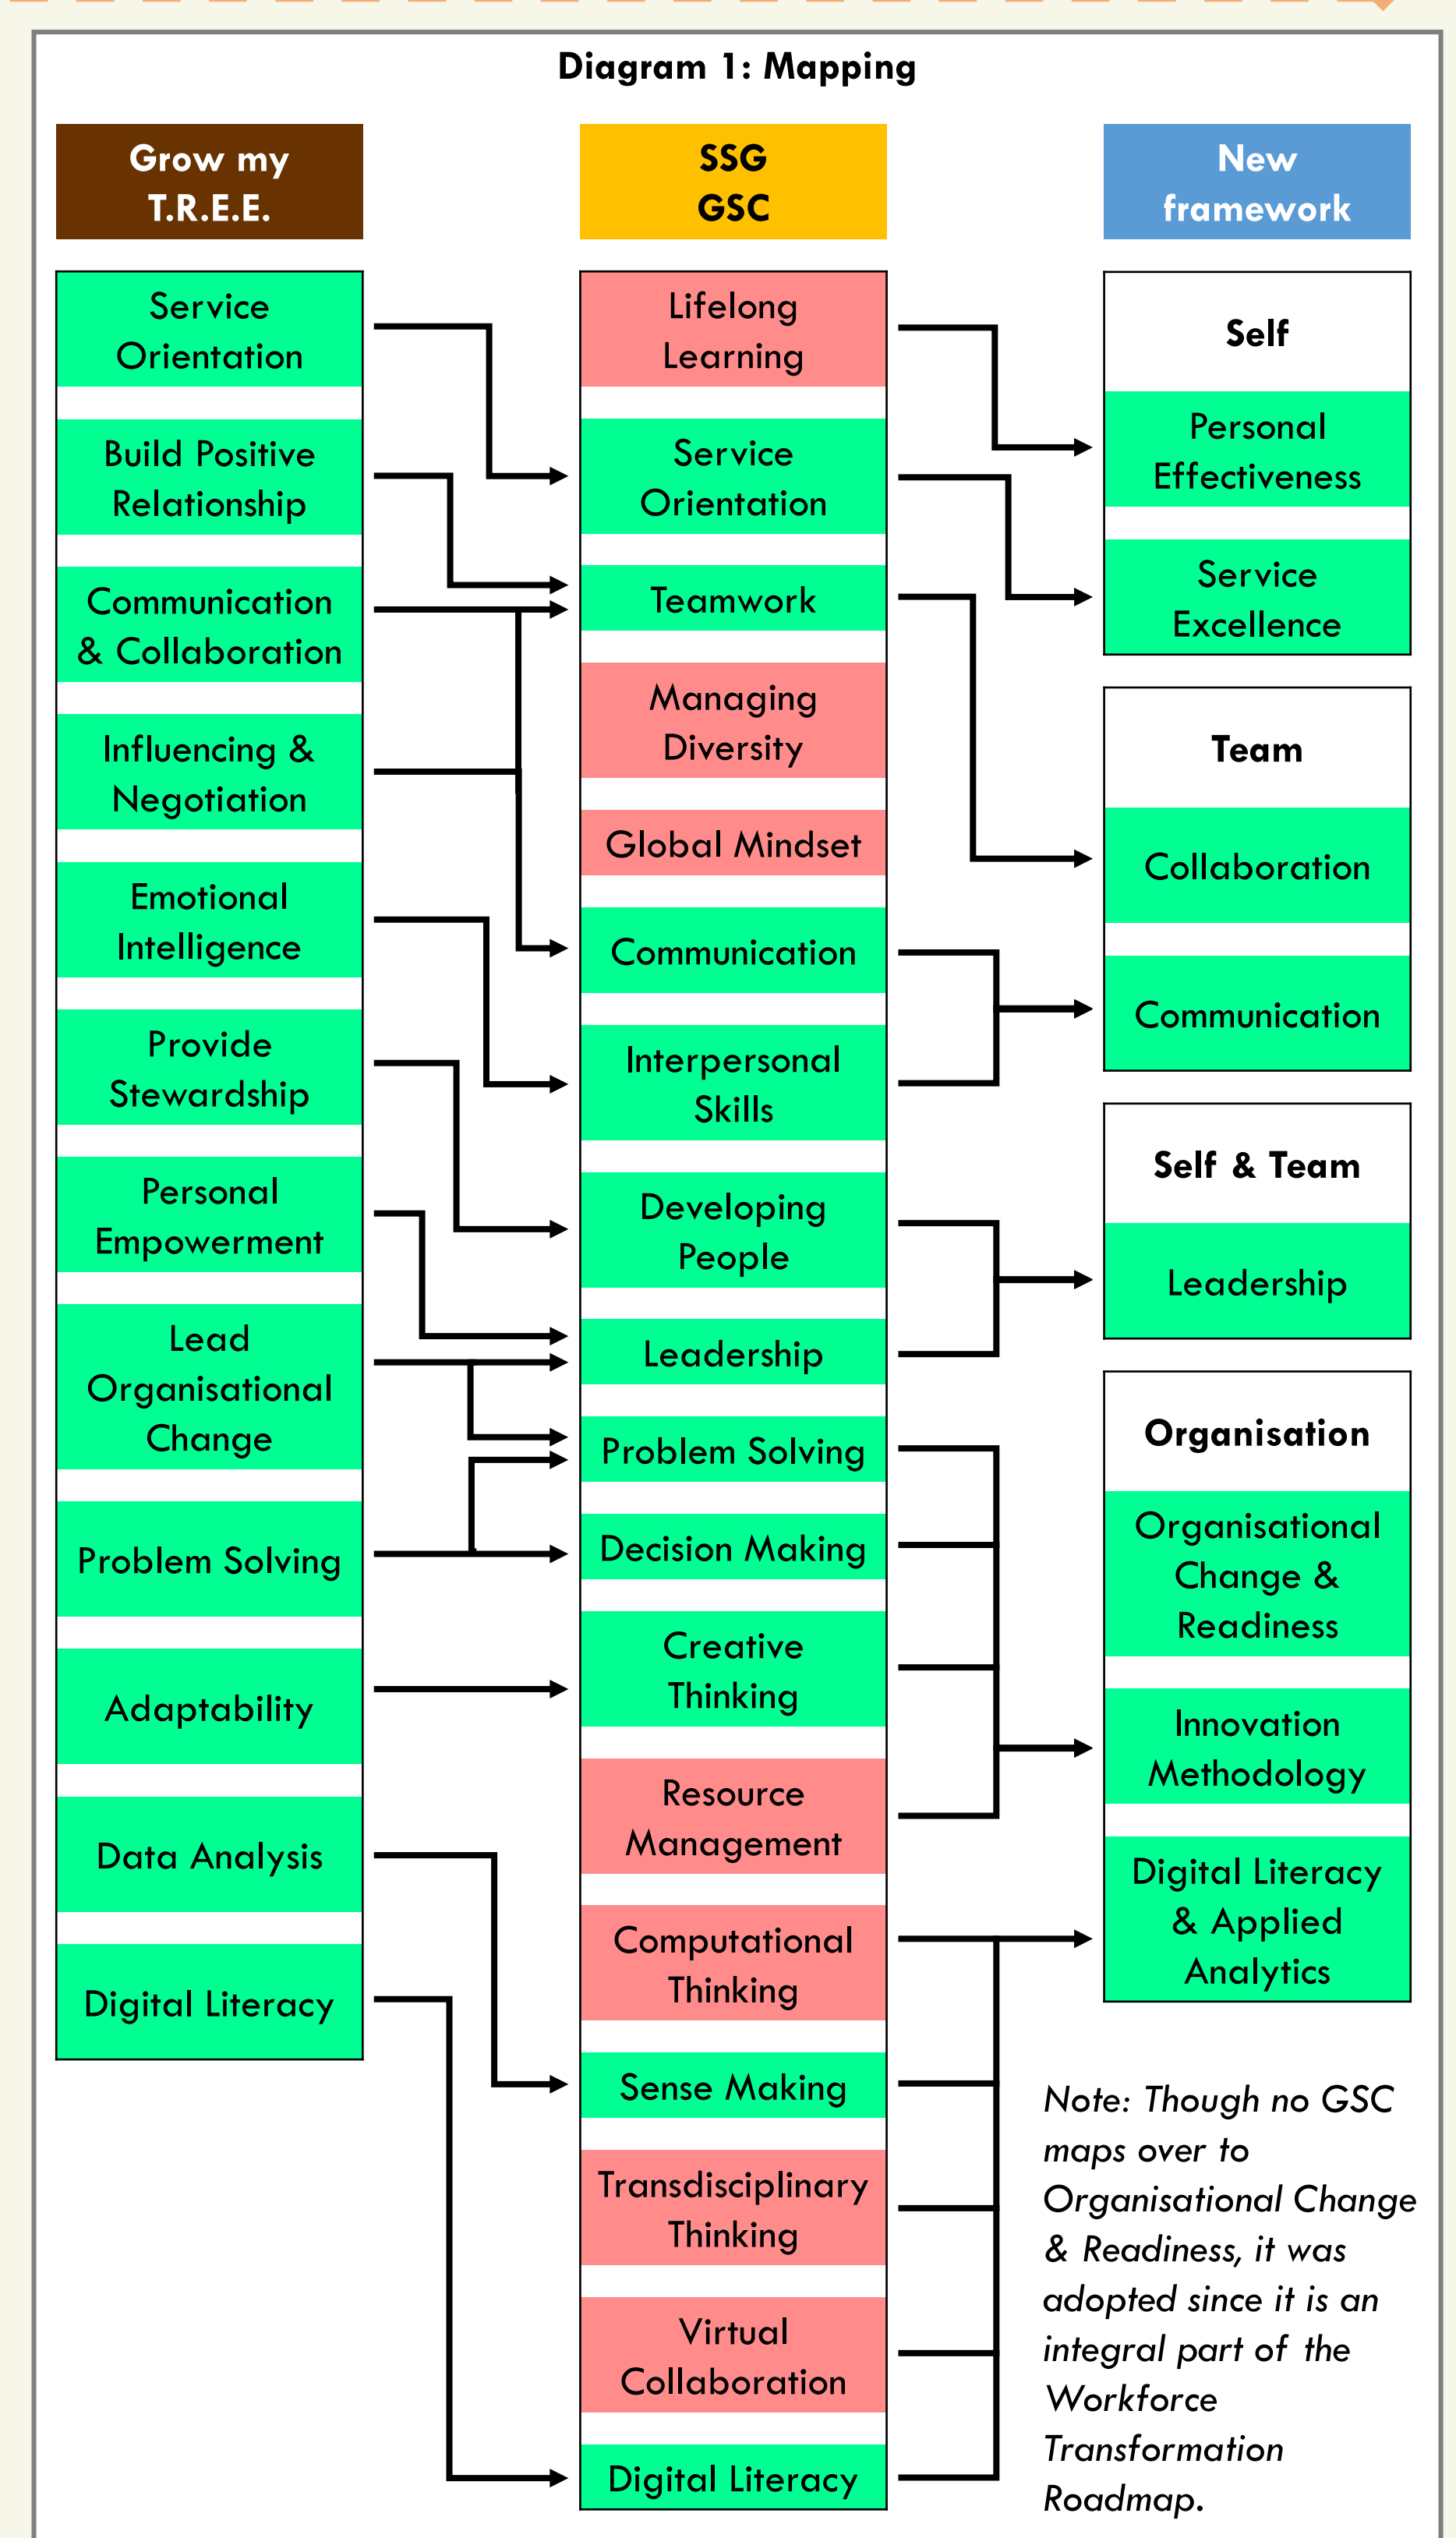 Diagram 1: Mapping
Grow my
T.R.E.E.
Service
Orientation
Build Positive
Relationship
Communication
& Collaboration
Influencing &
Negotiation
Emotional
Intelligence
Provide
Stewardship
Personal
Empowerment
Lead
Organisational
Change
Problem Solving
Adaptability
Data Analysis
Digital Literacy
SSG
GSC
Lifelong
Learning
Service
Orientation
Teamwork
Managing
Diversity
Global Mindset
Communication
Interpersonal
Skills
Developing
People
Leadership
Problem Solving
Decision Making
Creative
Thinking
Resource
Management
Computational
Thinking
Sense Making
Transdisciplinary
Thinking
Virtual
Collaboration
Digital Literacy
New
framework
Self
Personal
Effectiveness
Service
Excellence
Team
Collaboration
Communication
Self & Team
Leadership
Organisation
Organisational
Change &
Readiness
Innovation
Methodology
Digital Literacy
& Applied
Analytics
Note: Though no GSC
maps over to
Organisational Change
& Readiness, it was
adopted since it is an
integral part of the
Workforce
Transformation
Roadmap.